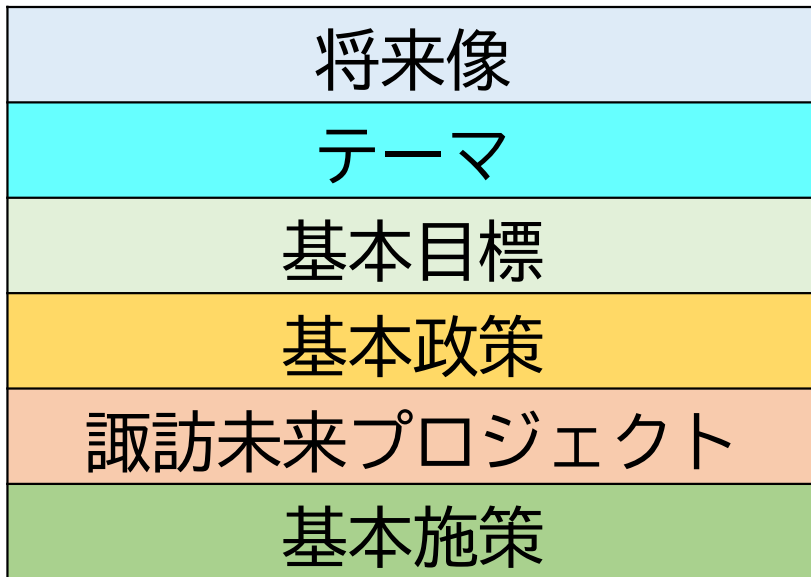 将来像
テーマ
基本目標
基本政策
諏訪未来プロジェクト
基本施策